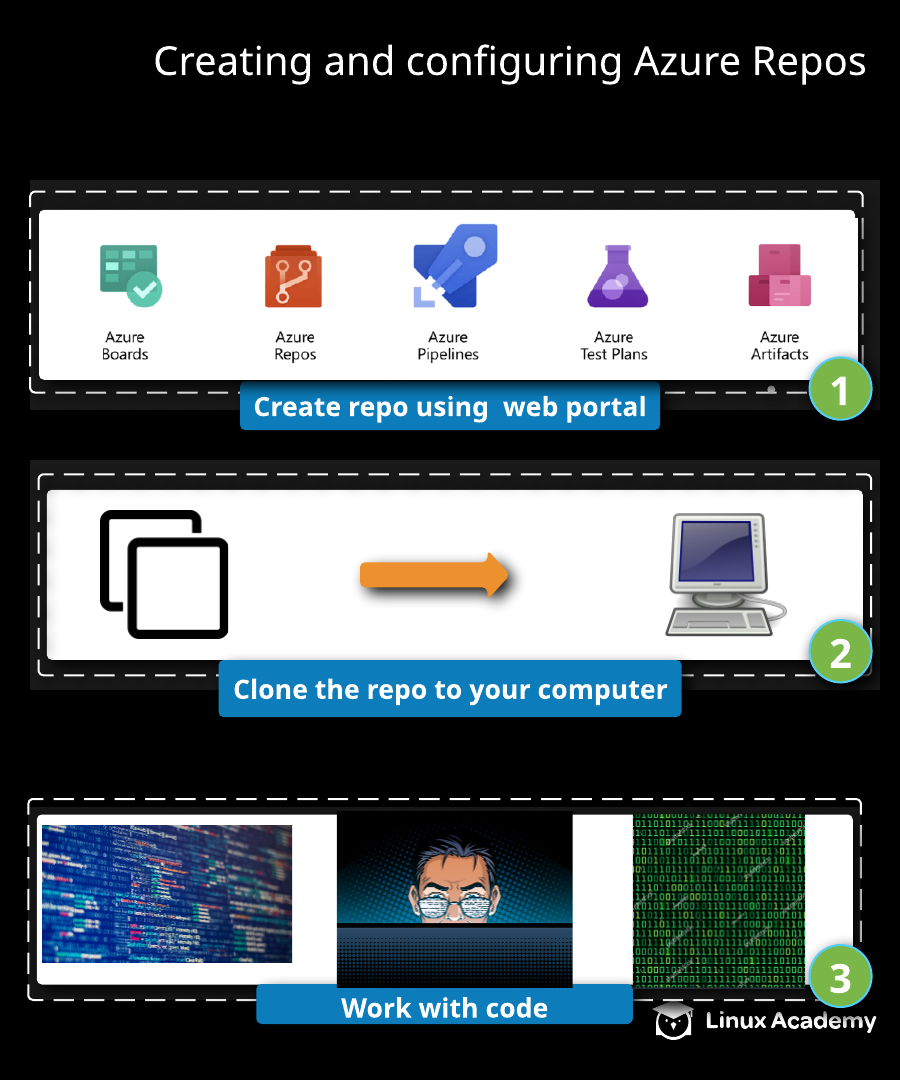 Creating and configuring Azure Repos
Azure
Boards
Azure
Repos
Azure
Pipelines
Azure
Test Plans
Azure
Artifacts
1
Create repo using  web portal
2
Clone the repo to your computer
3
Work with code
Linux Academy